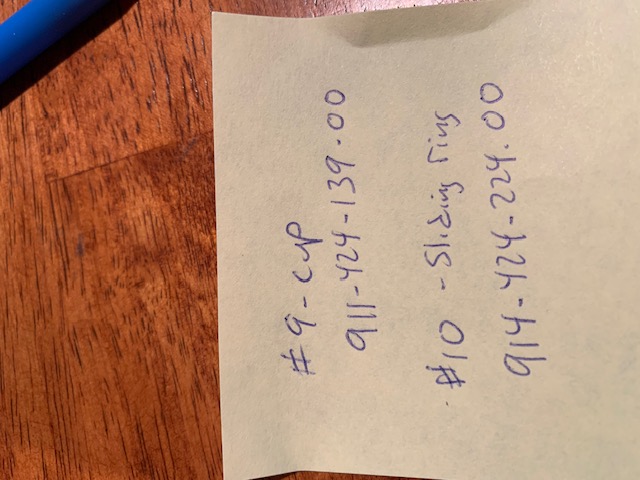 #9-cup
911-424-139.00
#10 - Sliding ring
914-424-224.00